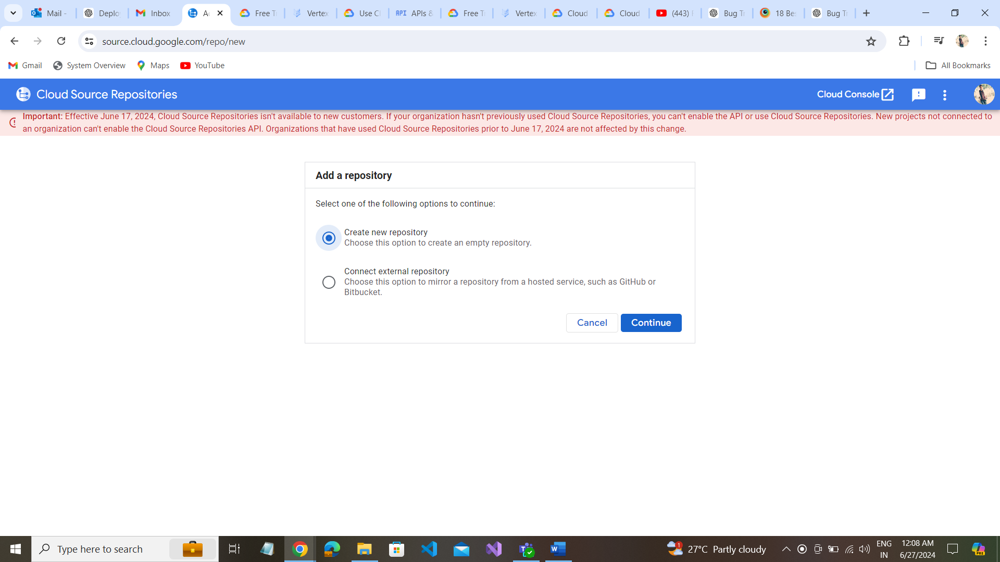 Mail -
Deplo
Inbox
A
Free T
Vertex
Use Cl
API APIs &
Free T
Vertex
Cloud
Cloud
(443)
Bug T
18 Bes
Bug T
source.cloud.google.com/repo/new
Gmail
System Overview
Maps
YouTube
All Bookmarks
Cloud Source Repositories
Cloud Console
Important: Effective June 17, 2024, Cloud Source Repositories isn't available to new customers. If your organization hasn't previously used Cloud Source Repositories, you can't enable the API or use Cloud Source Repositories. New projects not connected to
an organization can't enable the Cloud Source Repositories API. Organizations that have used Cloud Source Repositories prior to June 17, 2024 are not affected by this change.
Add a repository
Select one of the following options to continue:
Create new repository
Choose this option to create an empty repository.
Connect external repository
Choose this option to mirror a repository from a hosted service, such as GitHub or
Bitbucket.
Cancel
Continue
Type here to search
1
27°C Partly cloudy
ENG
IN
12:08 AM
6/27/2024
PRE